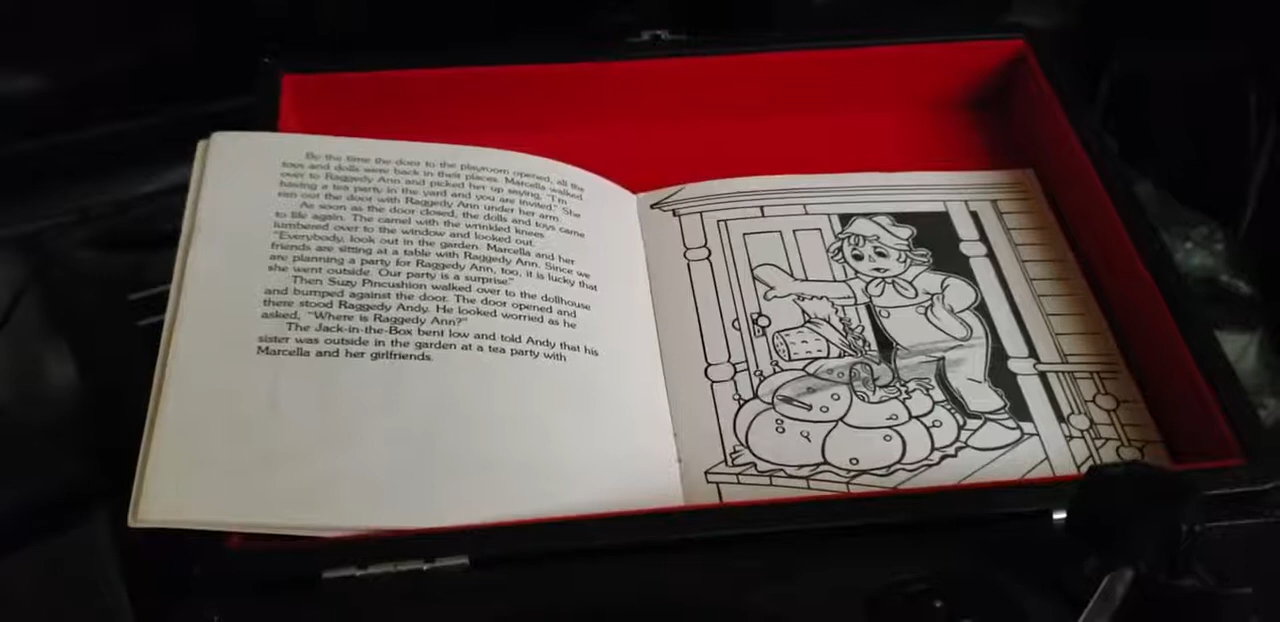 By the time the door to the playroom opened, all the
toys and dolls were back in their places. Marcella walked
over to Raggedy Ann and picked her up saying, "I'm
having a tea party in the yard and you are invited." She
ran out the door with Raggedy Ann under her arm.
As soon as the door closed, the dolls and toys came
to life again. The camel with the wrinkled knees
lumbered over to the window and looked out.
"Everybody, look out in the garden. Marcella and her
friends are sitting at a table with Raggedy Ann. Since we
are planning a party for Raggedy Ann, too, it is lucky that
she went outside. Our party is a surprise."
Then Suzy Pincushion walked over to the dollhouse
and bumped against the door. The door opened and
there stood Raggedy Andy. He looked worried as he
asked, "Where is Raggedy Ann?"
The Jack-in-the-Box bent low and told Andy that his
sister was outside in the garden at a tea party with
Marcella and her girlfriends.